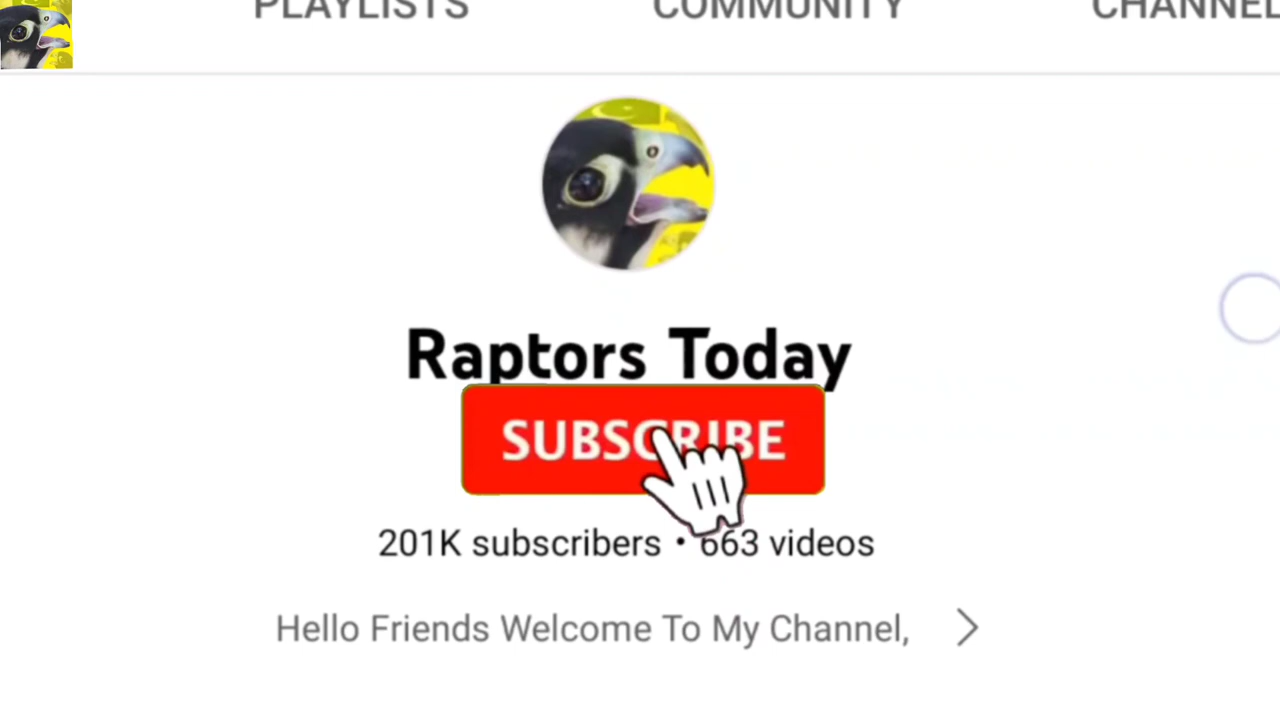 PLAYLISTS COMMUNITY CHANNEL
Raptors Today
SUBSCRIBE
201K subscribers • 663 videos
Hello Friends Welcome To My Channel,